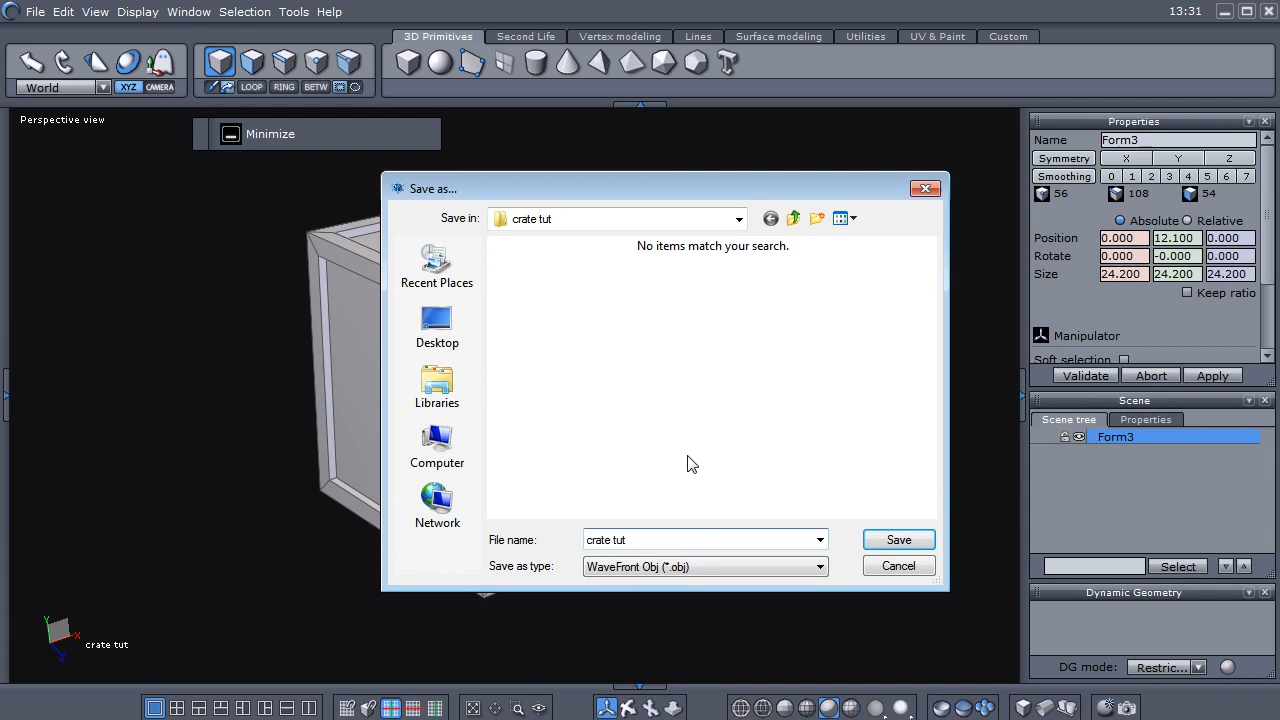 File Edit View Display Window Selection Tools Help 13:31
3D Primitives Second Life Vertex modeling Lines Surface modeling Utilities UV & Paint Custom
World XYZ CAMERA LOOP RING BETW
Perspective view
Minimize
Save as...
Save in: crate tut
No items match your search.
Recent Places
Desktop
Libraries
Computer
Network
File name: crate tut Save
Save as type: WaveFront Obj (*.obj) Cancel
Properties
Name Form3
Symmetry X Y Z
Smoothing 0 1 2 3 4 5 6 7
56 108 54
Absolute Relative
Position 0.000 12.100 0.000
Rotate 0.000 -0.000 0.000
Size 24.200 24.200 24.200
Keep ratio
Manipulator
Soft selection
Validate Abort Apply
Scene
Scene tree Properties
Form3
Select
Dynamic Geometry
DG mode: Restric...
Y
X
Z
crate tut